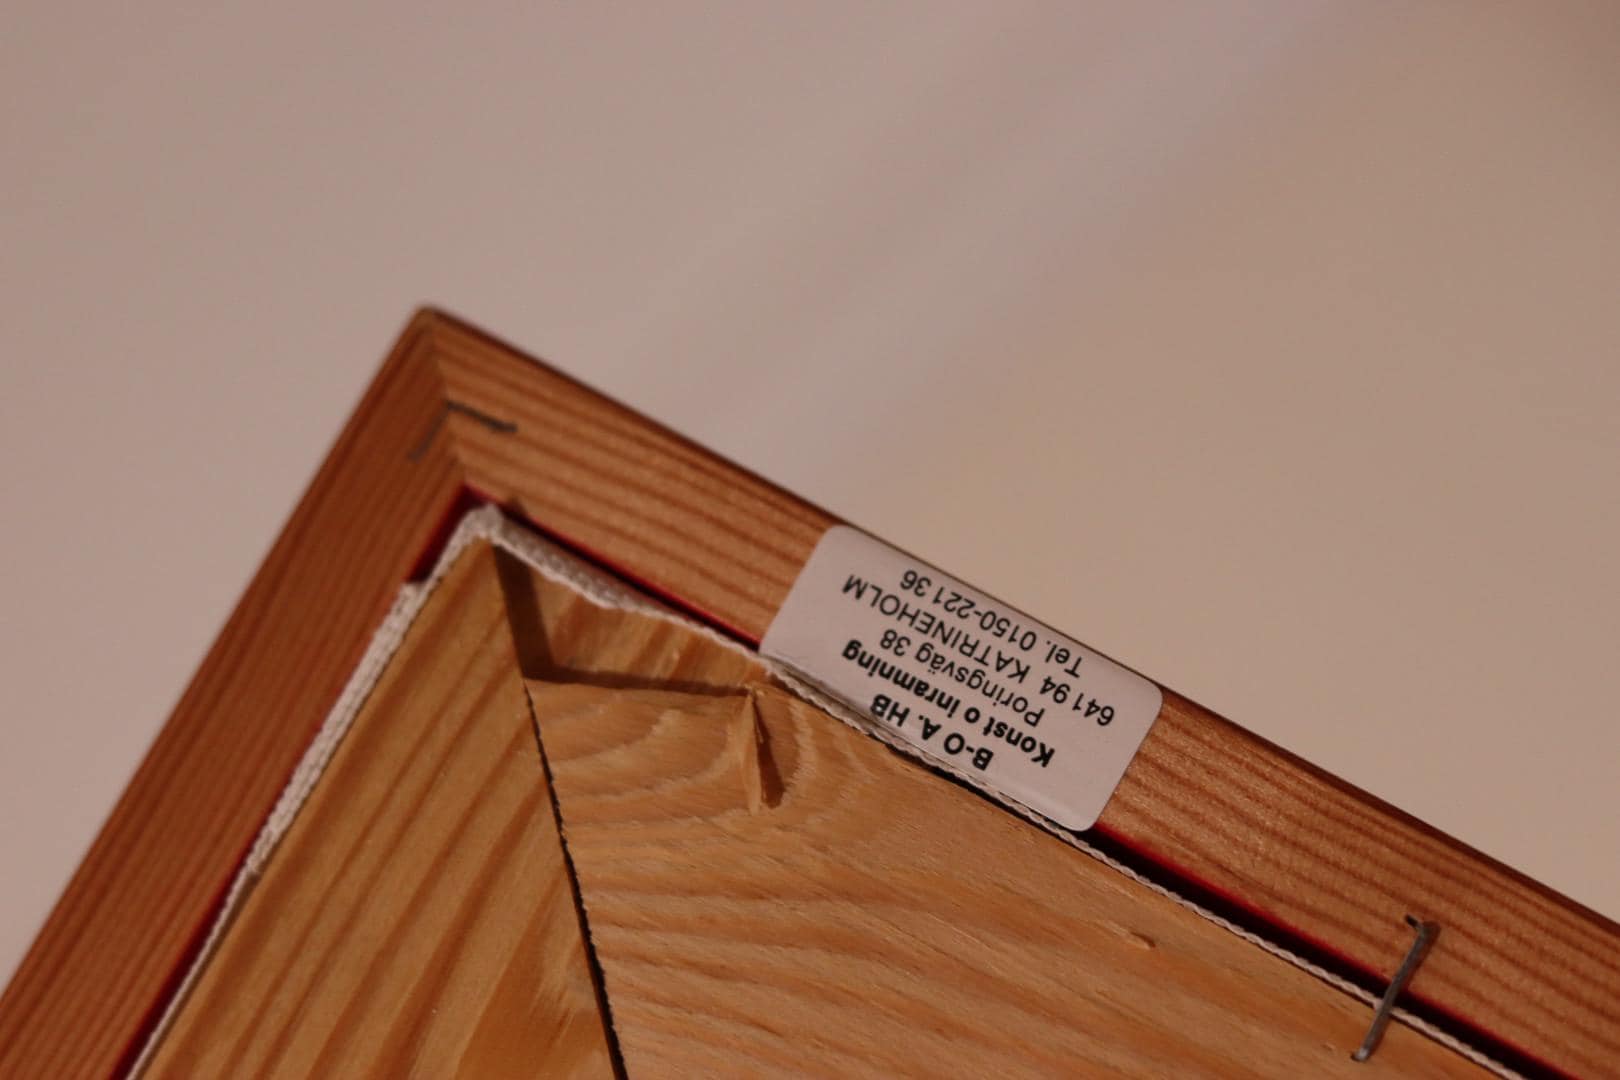 B-O A. HB
Konst o Inramning
Poringsväg 38
641 94 KATRINEHOLM
Tel. 0150-221 36